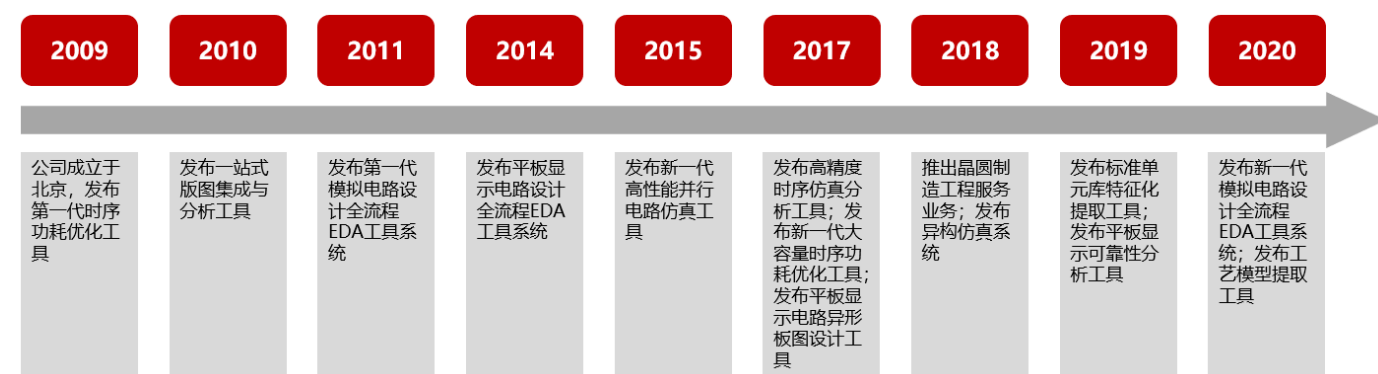 2009
2010
2011
2014
2015
2017
2018
2019
2020
公司成立于
北京，发布
第一代时序
功耗优化工
具
发布一站式
版图集成与
分析工具
发布第一代
模拟电路设
计全流程
EDA工具系
统
发布平板显
示电路设计
全流程EDA
工具系统
发布新一代
高性能并行
电路仿真工
具
发布高精度
时序仿真分
析工具；发
布新一代大
容量时序功
耗优化工具；
发布平板显
示电路异形
板图设计工
具
推出晶圆制
造工程服务
业务；发布
异构仿真系
统
发布标准单
元库特征化
提取工具；
发布平板显
示可靠性分
析工具
发布新一代
模拟电路设
计全流程
EDA工具系
统；发布工
艺模型提取
工具